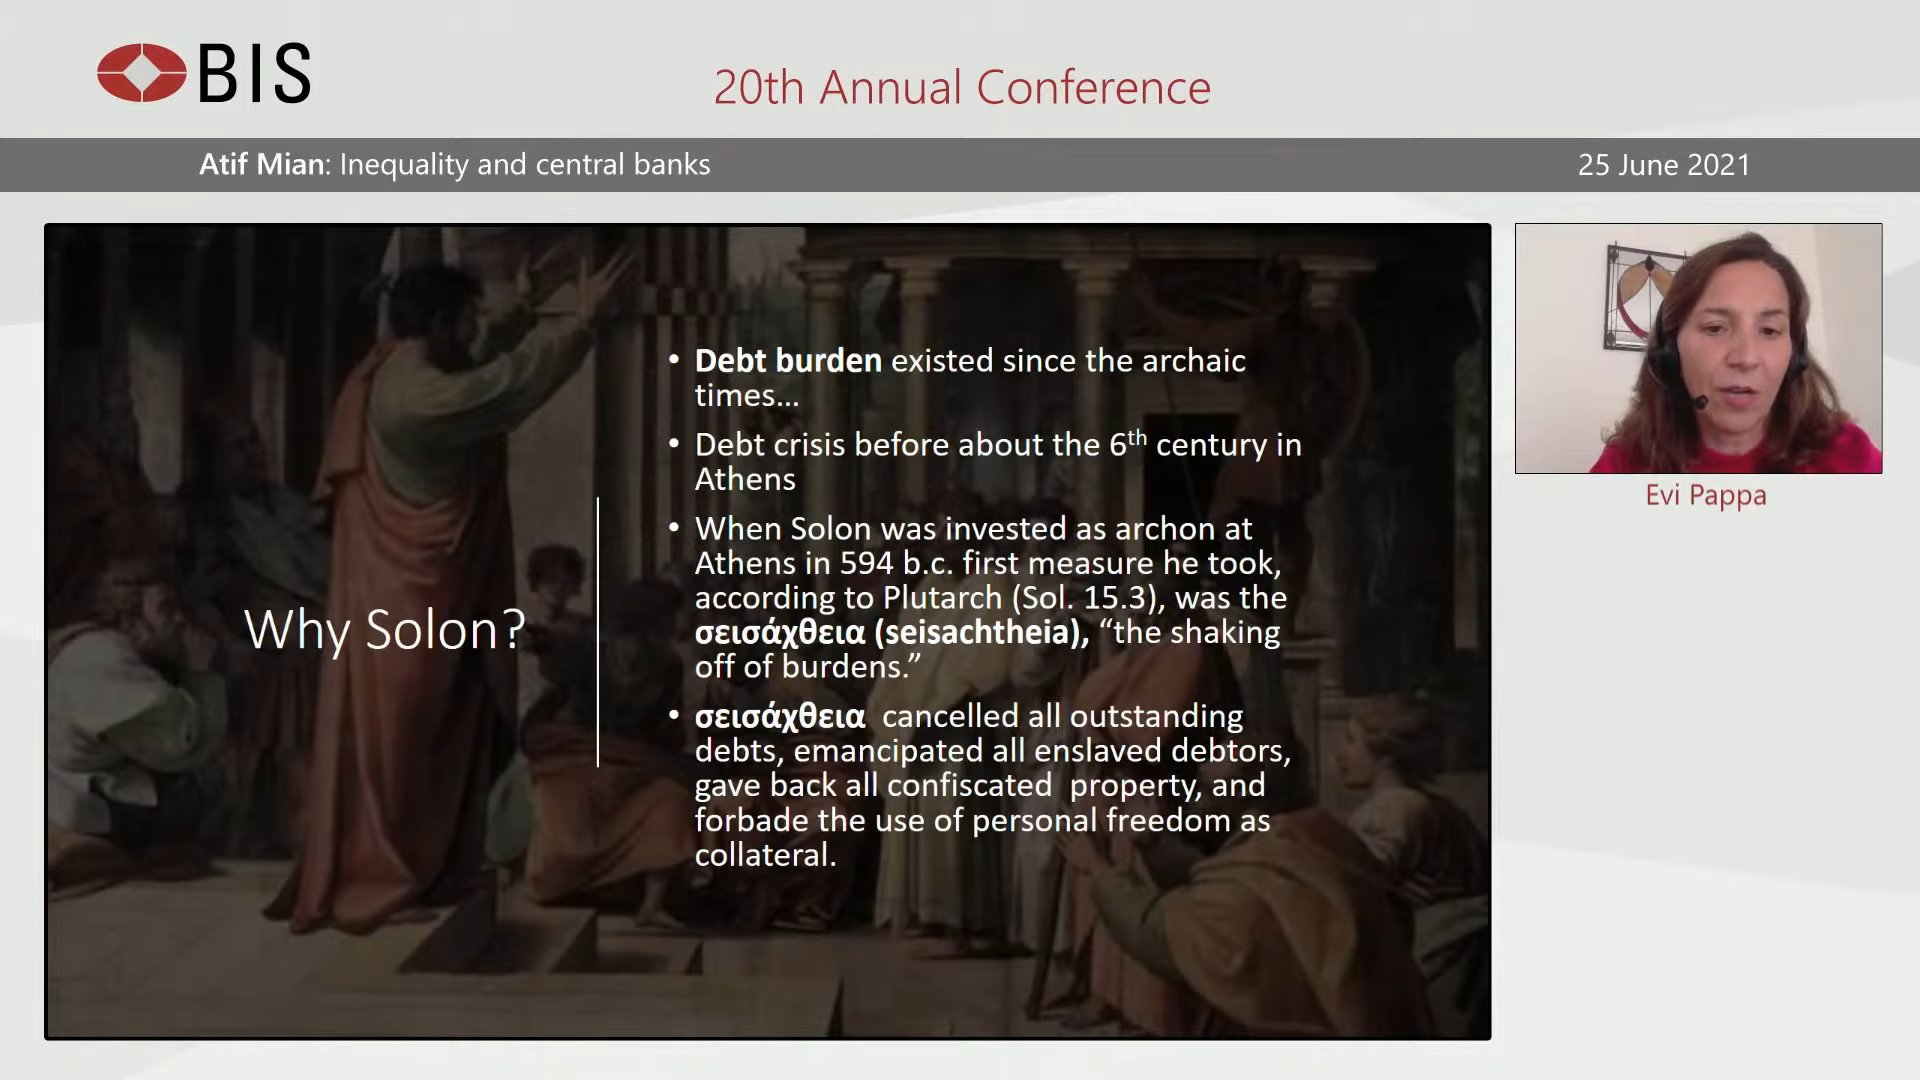 BIS
20th Annual Conference
Atif Mian: Inequality and central banks
25 June 2021
Why Solon?
• Debt burden existed since the archaic
times...
• Debt crisis before about the 6th century in
Athens
• When Solon was invested as archon at
Athens in 594 b.c. first measure he took,
according to Plutarch (Sol. 15.3), was the
σεισάχθεια (seisachtheia), “the shaking
off of burdens.”
• σεισάχθεια cancelled all outstanding
debts, emancipated all enslaved debtors,
gave back all confiscated property, and
forbade the use of personal freedom as
collateral.
Evi Pappa